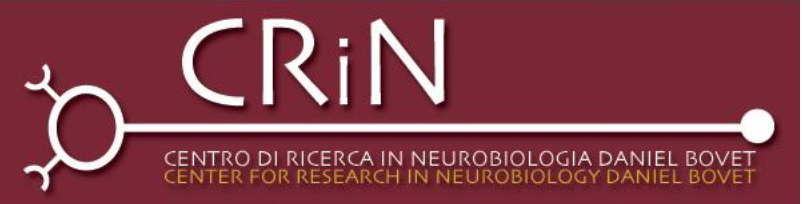 CRiN
CENTRO DI RICERCA IN NEUROBIOLOGIA DANIEL BOVET
CENTER FOR RESEARCH IN NEUROBIOLOGY DANIEL BOVET